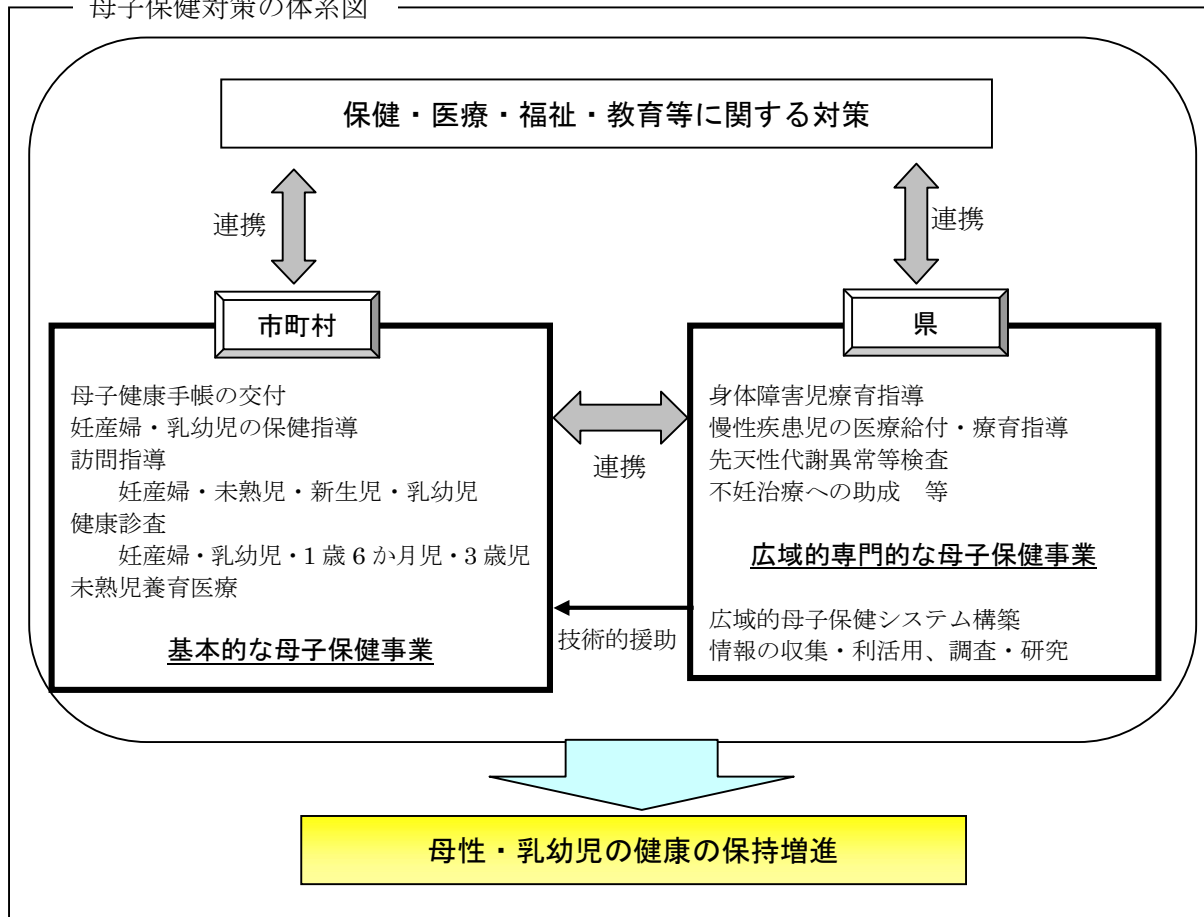 母子保健対策の体系図
保健・医療・福祉・教育等に関する対策
連携
連携
市町村
母子健康手帳の交付
妊産婦・乳幼児の保健指導
訪問指導
妊産婦・未熟児・新生児・乳幼児
健康診査
妊産婦・乳幼児・1歳6か月児・3歳児
未熟児養育医療
基本的な母子保健事業
連携
技術的援助
県
身体障害児療育指導
慢性疾患児の医療給付・療育指導
先天性代謝異常等検査
不妊治療への助成 等
広域的専門的な母子保健事業
広域的母子保健システム構築
情報の収集・利活用、調査・研究
母性・乳幼児の健康の保持増進